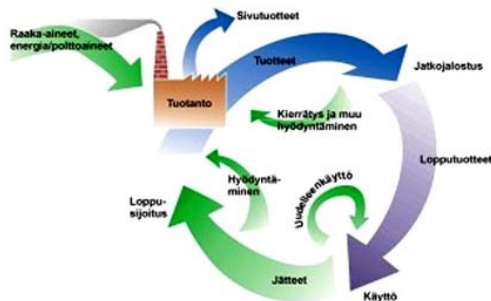 Raaka-aineet,
energia/polttoaineet
Sivutuotteet
Tuotteet
Jatkojalostus
Tuotanto
Kierrätys ja muu
hyödyntäminen
Lopputuotteet
Hyödyntä-
minen
Uudelleenkäyttö
Loppu-
sijoitus
Jätteet
Käyttö